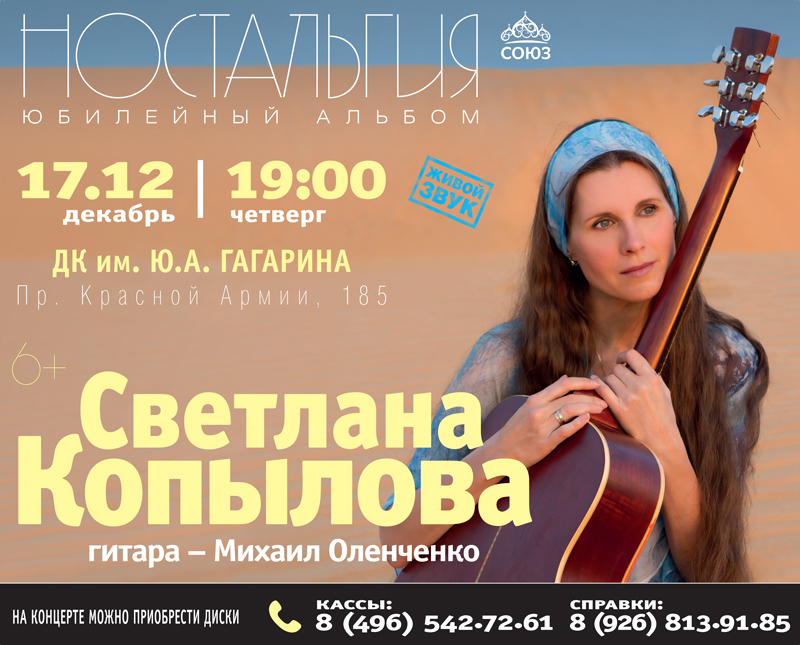 НОСТАЛЬГИЯ
ЮБИЛЕЙНЫЙ АЛЬБОМ
СОЮЗ
17.12 | 19:00
декабрь четверг
ЖИВОЙ
ЗВУК
ДК им. Ю.А. ГАГАРИНА
Пр. Красной Армии, 185
6+
Светлана
Копылова
гитара – Михаил Оленченко
НА КОНЦЕРТЕ МОЖНО ПРИОБРЕСТИ ДИСКИ
КАССЫ:
8 (496) 542.72.61
СПРАВКИ:
8 (926) 813.91.85